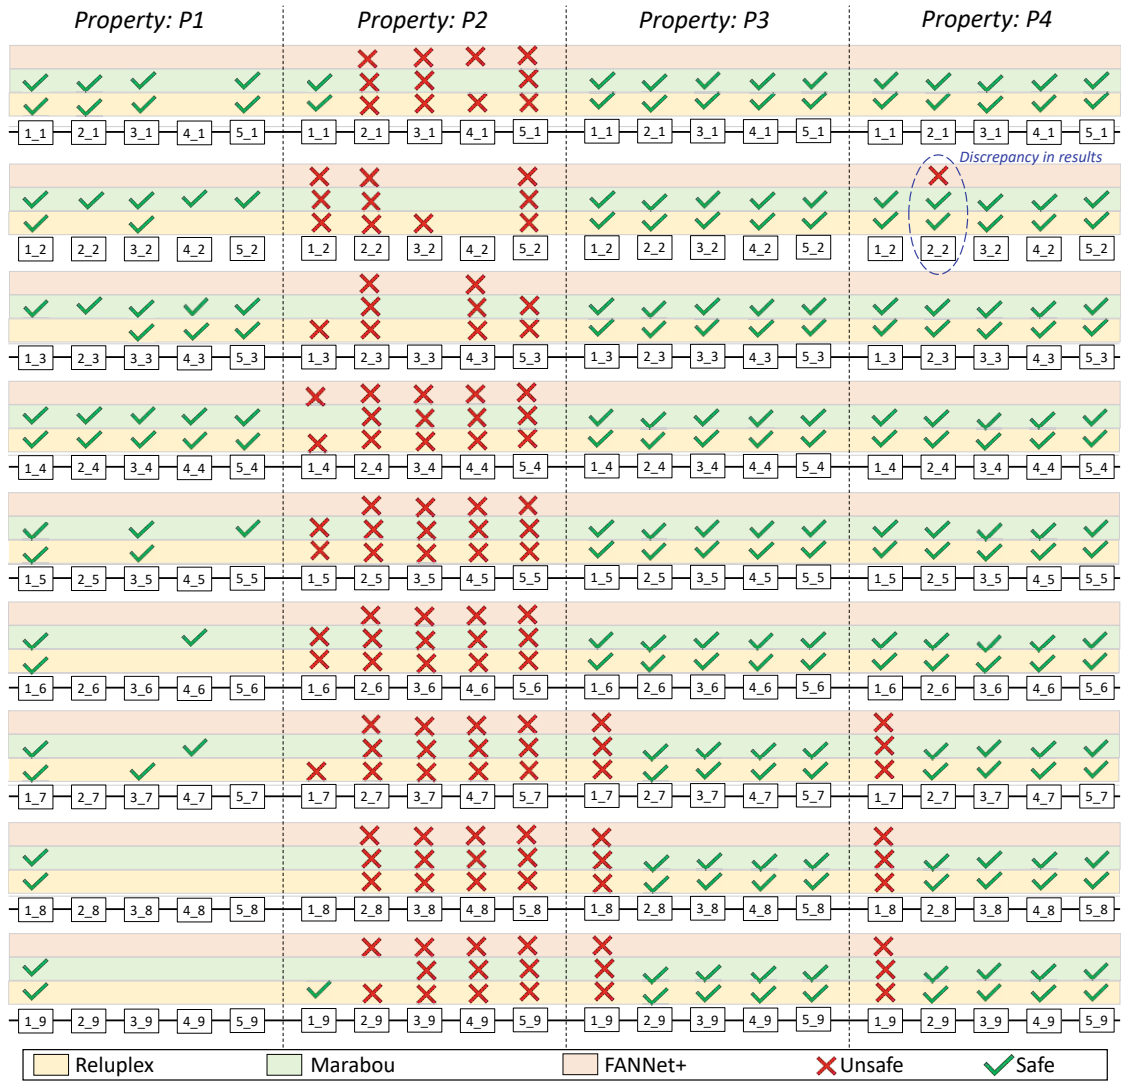 Property: P1 Property: P2 Property: P3 Property: P4
1_1 2_1 3_1 4_1 5_1 1_1 2_1 3_1 4_1 5_1 1_1 2_1 3_1 4_1 5_1 1_1 2_1 3_1 4_1 5_1
Discrepancy in results
1_2 2_2 3_2 4_2 5_2 1_2 2_2 3_2 4_2 5_2 1_2 2_2 3_2 4_2 5_2 1_2 2_2 3_2 4_2 5_2
1_3 2_3 3_3 4_3 5_3 1_3 2_3 3_3 4_3 5_3 1_3 2_3 3_3 4_3 5_3 1_3 2_3 3_3 4_3 5_3
1_4 2_4 3_4 4_4 5_4 1_4 2_4 3_4 4_4 5_4 1_4 2_4 3_4 4_4 5_4 1_4 2_4 3_4 4_4 5_4
1_5 2_5 3_5 4_5 5_5 1_5 2_5 3_5 4_5 5_5 1_5 2_5 3_5 4_5 5_5 1_5 2_5 3_5 4_5 5_5
1_6 2_6 3_6 4_6 5_6 1_6 2_6 3_6 4_6 5_6 1_6 2_6 3_6 4_6 5_6 1_6 2_6 3_6 4_6 5_6
1_7 2_7 3_7 4_7 5_7 1_7 2_7 3_7 4_7 5_7 1_7 2_7 3_7 4_7 5_7 1_7 2_7 3_7 4_7 5_7
1_8 2_8 3_8 4_8 5_8 1_8 2_8 3_8 4_8 5_8 1_8 2_8 3_8 4_8 5_8 1_8 2_8 3_8 4_8 5_8
1_9 2_9 3_9 4_9 5_9 1_9 2_9 3_9 4_9 5_9 1_9 2_9 3_9 4_9 5_9 1_9 2_9 3_9 4_9 5_9
Reluplex Marabou FANNet+ Unsafe Safe